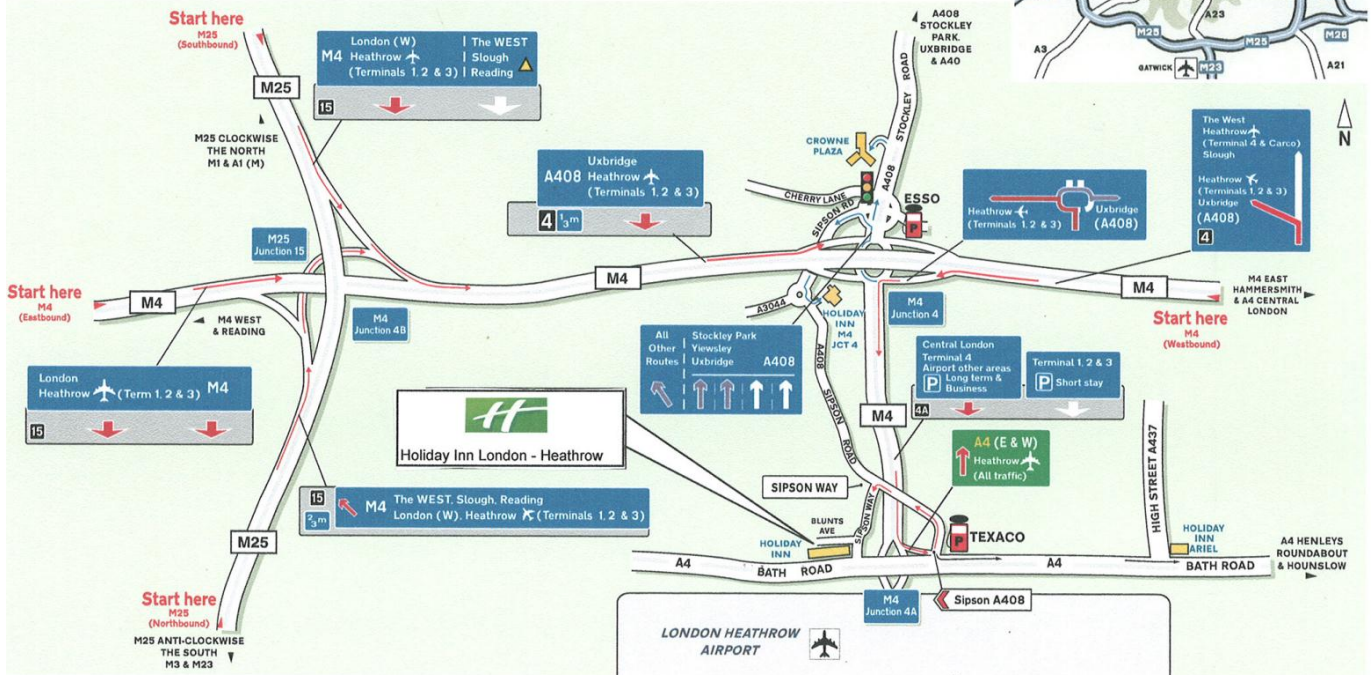 Start here
M25
(Southbound)
M4
London (W)
Heathrow
(Terminals 1, 2 & 3)
The WEST
Slough
Reading
15
M25
M25 CLOCKWISE
THE NORTH
M1 & A1 (M)
A408
STOCKLEY
PARK.
UXBRIDGE
& A40
M25
A23
M25
M26
A3
GATWICK
M23
A21
N
CROWNE
PLAZA
STOCKLEY ROAD
A408
CHERRY LANE
SIPSON RD
ESSO
P
A408
Uxbridge
Heathrow
(Terminals 1, 2 & 3)
4
1/3m
Heathrow
(Terminals 1, 2 & 3)
Uxbridge
(A408)
The West
Heathrow
(Terminal 4 & Carco)
Slough
Heathrow
(Terminals 1, 2 & 3)
Uxbridge
(A408)
4
M25
Junction 15
Start here
M4
(Eastbound)
M4
M4 WEST
& READING
M4
Junction 4B
M4
M4
M4 EAST
HAMMERSMITH
& A4 CENTRAL
LONDON
Start here
M4
(Westbound)
A3044
HOLIDAY
INN
M4
JCT 4
M4
Junction 4
All
Other
Routes
Stockley Park
Yiewsley
Uxbridge
A408
A408
SIPSON ROAD
Central London
Terminal 4
Airport other areas
P
Long term &
Business
4A
Terminal 1, 2 & 3
P
Short stay
London
Heathrow
(Term 1, 2 & 3)
M4
15
H
Holiday Inn London - Heathrow
M4
A4 (E & W)
Heathrow
(All traffic)
HIGH STREET A437
15
2/3m
M4
The WEST, Slough, Reading
London (W), Heathrow
(Terminals 1, 2 & 3)
SIPSON WAY
SIPSON WAY
BLUNTS
AVE
HOLIDAY
INN
P
TEXACO
HOLIDAY
INN
ARIEL
M25
A4
BATH ROAD
A4
BATH ROAD
A4 HENLEYS
ROUNDABOUT
& HOUNSLOW
M4
Junction 4A
Sipson A408
Start here
M25
(Northbound)
M25 ANTI-CLOCKWISE
THE SOUTH
M3 & M23
LONDON HEATHROW
AIRPORT